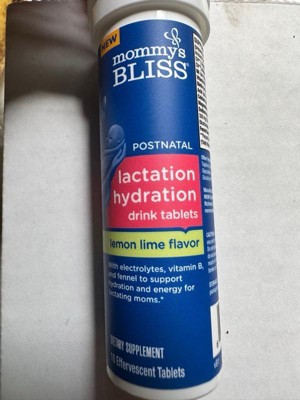 NEW
mommy's
BLISS®
POSTNATAL
lactation
hydration
drink tablets
lemon lime flavor
With electrolytes, vitamin B,
and fennel to support
hydration and energy for
lactating moms.*
DIETARY SUPPLEMENT
Effervescent Tablets